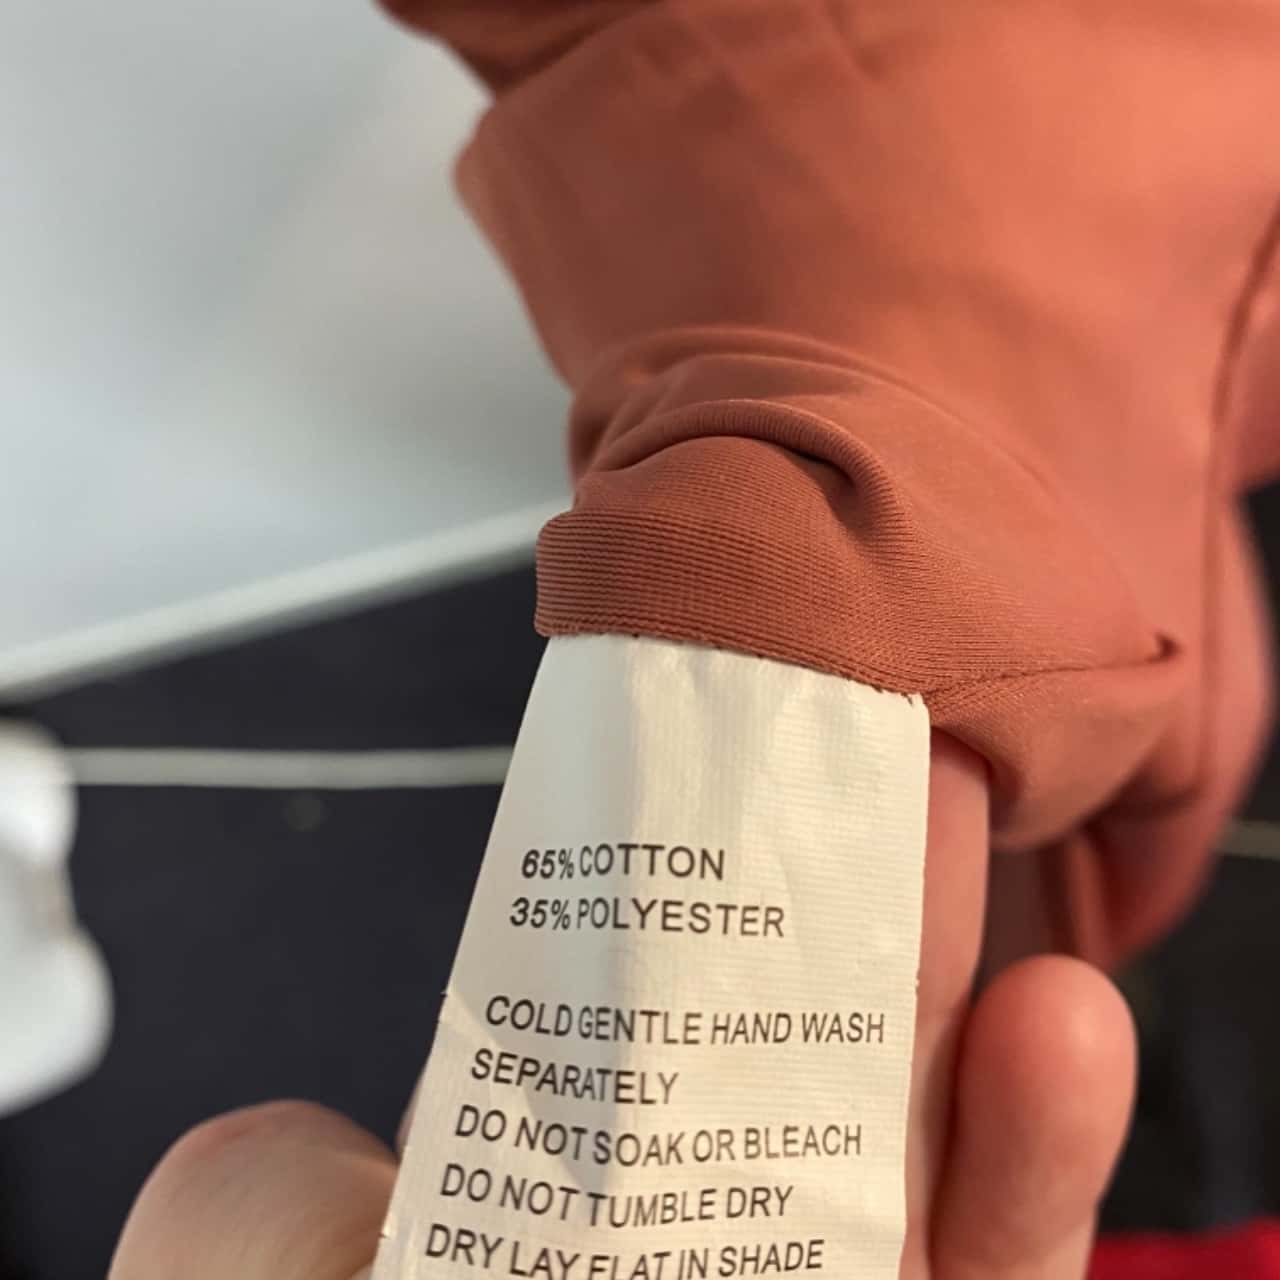 65% COTTON
35% POLYESTER
COLD GENTLE HAND WASH
SEPARATELY
DO NOT SOAK OR BLEACH
DO NOT TUMBLE DRY
DRY LAY FLAT IN SHADE